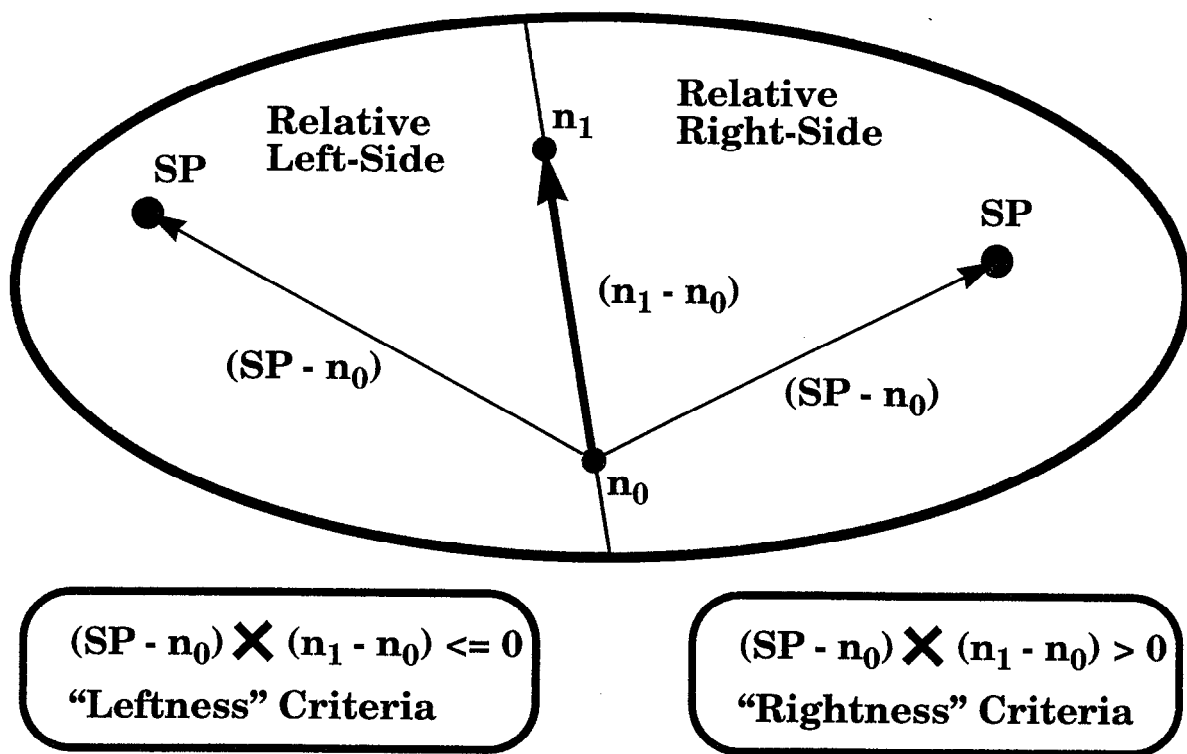 Relative
Left-Side
n₁
Relative
Right-Side
SP
SP
(n₁ - n₀)
(SP - n₀)
(SP - n₀)
n₀
(SP - n₀) ✕ (n₁ - n₀) <= 0
“Leftness” Criteria
(SP - n₀) ✕ (n₁ - n₀) > 0
“Rightness” Criteria